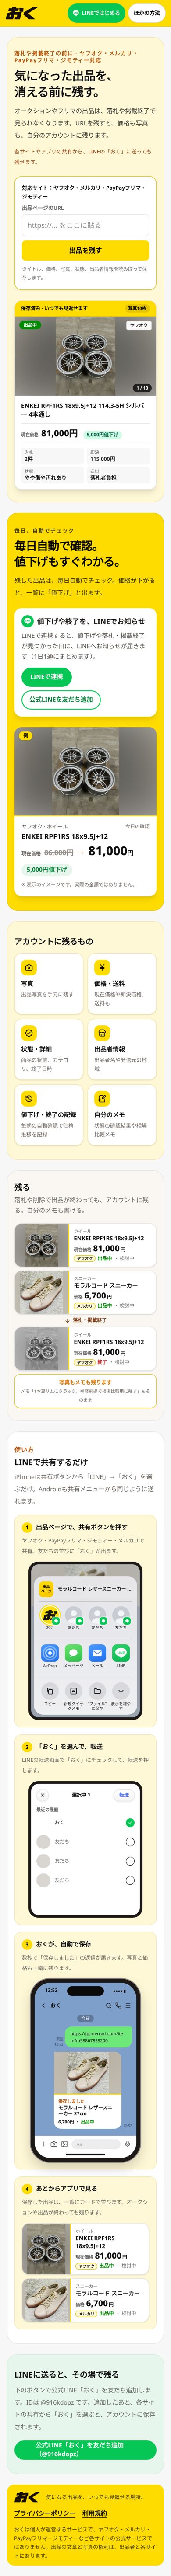 おく
LINEではじめる
ほかの方法
落札や掲載終了の前に・ヤフオク・メルカリ・
PayPayフリマ・ジモティー対応
気になった出品を、
消える前に残す。
オークションやフリマの出品は、落札や掲載終了で見られなくなります。URLを残すと、価格も写真も、自分のアカウントに残ります。
各サイトやアプリの共有から、LINEの「おく」に送っても残せます。
対応サイト：ヤフオク・メルカリ・PayPayフリマ・ジモティー
出品ページのURL
https://… をここに貼る
出品を残す
タイトル、価格、写真、状態、出品者情報を読み取って保存します。
保存済み・いつでも見返せます
写真10枚
出品中
ヤフオク
1 / 10
ENKEI RPF1RS 18x9.5J+12 114.3-5H シルバー 4本通し
現在価格 81,000円 5,000円値下げ
入札
2件
即決
115,000円
状態
やや傷や汚れあり
送料
落札者負担
毎日、自動でチェック
毎日自動で確認。
値下げもすぐわかる。
残した出品は、毎日自動でチェック。価格が下がると、一覧に「値下げ」と出ます。
値下げや終了を、LINEでお知らせ
LINEで連携すると、値下げや落札・掲載終了が見つかった日に、LINEへお知らせが届きます（1日1通にまとめます）。
LINEで連携
公式LINEを友だち追加
例
ヤフオク・ホイール
今日の確認
ENKEI RPF1RS 18x9.5J+12
現在価格 86,000円 → 81,000円
5,000円値下げ
※ 表示のイメージです。実際の金額ではありません。
アカウントに残るもの
写真
出品写真を手元に残す
価格・送料
現在価格や即決価格、送料も
状態・詳細
商品の状態、カテゴリ、終了日時
出品者情報
出品者名や発送元の地域
値下げ・終了の記録
毎朝の自動確認で価格推移を記録
自分のメモ
状態の確認結果や相場比較メモ
残る
落札や削除で出品が終わっても、アカウントに残る。自分のメモも書ける。
ホイール
ENKEI RPF1RS 18x9.5J+12
現在価格 81,000円
ヤフオク 出品中 ・ 検討中
スニーカー
モラルコード スニーカー
価格 6,700円
メルカリ 出品中 ・ 検討中
↓ 落札・掲載終了
ホイール
ENKEI RPF1RS 18x9.5J+12
現在価格 81,000円
ヤフオク 終了 ・ 検討中
写真もメモも残ります
使い方
LINEで共有するだけ
iPhoneは共有ボタンから「LINE」→「おく」を選ぶだけ。Androidも共有メニューから同じように送れます。
1 出品ページで、共有ボタンを押す
ヤフオク・PayPayフリマ・ジモティー・メルカリで共有。友だちの並びに「おく」が出ます。
出品
ページ
モラルコード レザースニーカー …
おく
友だち
友だち
友だち
AirDrop
メッセージ
メール
LINE
コピー
新規クイックメモ
"ファイル"に保存
表示を増やす
2 「おく」を選んで、転送
LINEの転送画面で「おく」にチェックして、転送を押します。
選択中 1
転送
最近の履歴
おく
友だち
友だち
友だち
3 おくが、自動で保存
数秒で「保存しました」の返信が届きます。写真と価格も一緒に残ります。
12:52
おく
今日
https://jp.mercari.com/item/m58867859200
保存しました
モラルコード レザースニーカー 27cm
6,700円 ・ 出品中
Aa
4 あとからアプリで見る
保存した出品は、一覧にカードで並びます。オークションや出品が終わっても残ります。
ホイール
ENKEI RPF1RS 18x9.5J+12
現在価格 81,000円
ヤフオク 出品中 ・ 検討中
スニーカー
モラルコード スニーカー
価格 6,700円
メルカリ 出品中 ・ 検討中
LINEに送ると、その場で残る
下のボタンで公式LINE「おく」を友だち追加します。IDは @916kdopz です。追加したあと、各サイトの共有から「おく」を選ぶと、アカウントに保存されます。
公式LINE「おく」を友だち追加（@916kdopz）
おく
気になる出品を、いつでも見返せる場所。
プライバシーポリシー
利用規約
おくは個人が運営するサービスで、ヤフオク・メルカリ・PayPayフリマ・ジモティーなど各サイトの公式サービスではありません。出品の文章と写真の権利は、出品者と各サイトにあります。